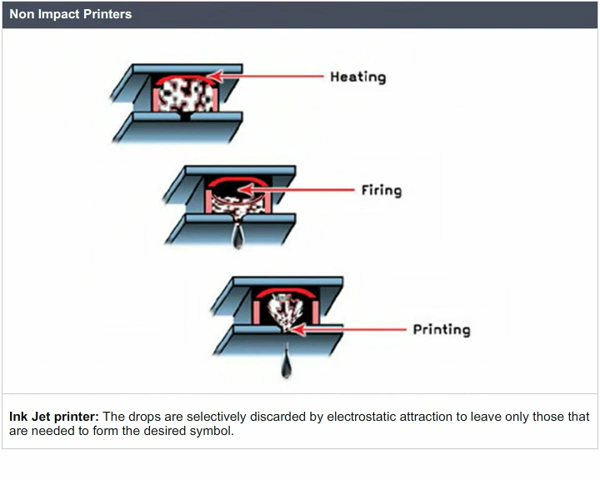 Non Impact Printers
Heating
Firing
Printing
Ink Jet printer: The drops are selectively discarded by electrostatic attraction to leave only those that
are needed to form the desired symbol.